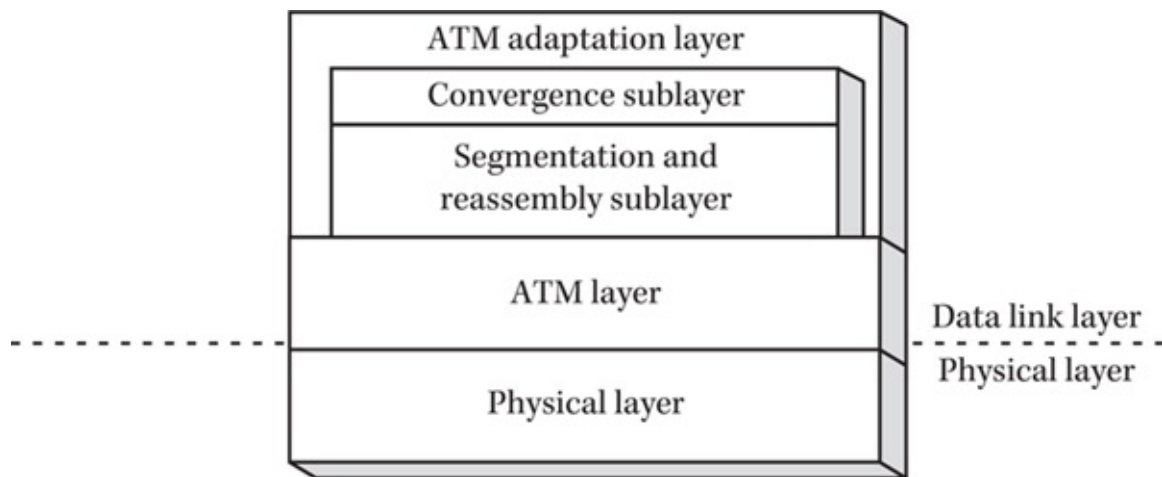 ATM adaptation layer
Convergence sublayer
Segmentation and
reassembly sublayer
ATM layer
Data link layer
Physical layer
Physical layer